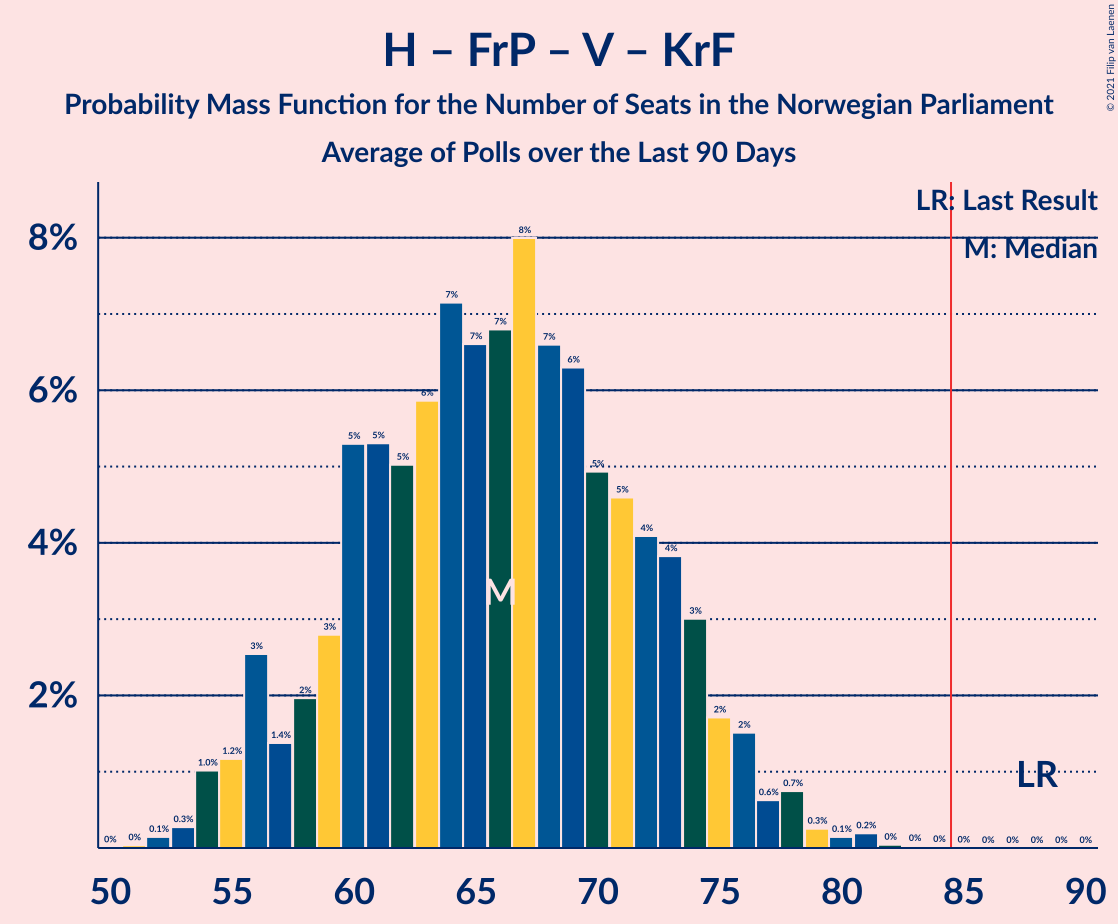 H – FrP – V – KrF
Probability Mass Function for the Number of Seats in the Norwegian Parliament
Average of Polls over the Last 90 Days
© 2021 Filip van Laenen
LR: Last Result
M: Median
8%
6%
4%
2%
0% 0% 0.1% 0.3% 1.0% 1.2% 3% 1.4% 2% 3% 5% 5% 5% 6% 7% 7% 7% 8% 7% 6% 5% 5% 4% 4% 3% 2% 2% 0.6% 0.7% 0.3% 0.1% 0.2% 0% 0% 0% 0% 0% 0% 0% 0% 0%
M
LR
50 55 60 65 70 75 80 85 90